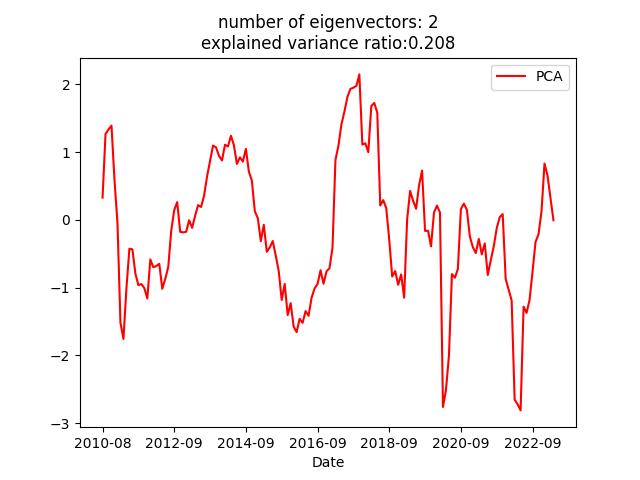 number of eigenvectors: 2
explained variance ratio:0.208
PCA
2
1
0
−1
−2
−3
2010-08 2012-09 2014-09 2016-09 2018-09 2020-09 2022-09
Date